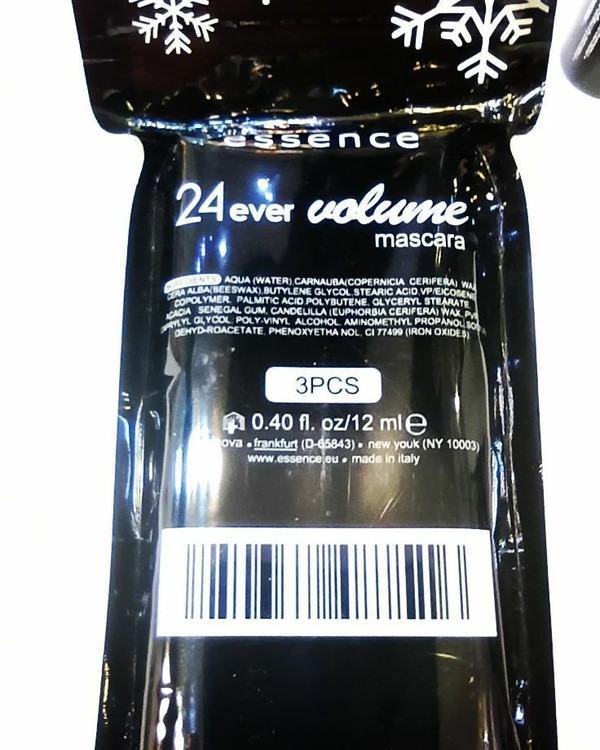 essence
24 ever volume
mascara
INGREDIENTS AQUA (WATER).CARNAUBA(COPERNICIA CERIFERA) WAX
CERA ALBA(BEESWAX).BUTYLENE GLYCOL.STEARIC ACID.VP/EICOSENE
COPOLYMER. PALMITIC ACID.POLYBUTENE. GLYCERYL STEARATE.
ACACIA SENEGAL GUM. CANDELILLA (EUPHORBIA CERIFERA) WAX.
GLYCOL. POLY-VINYL ALCOHOL. AMINOMETHYL PROPANOL.
DEHYD-ROACETATE. PHENOXYETHA NOL. CI 77499 (IRON OXIDES).
3PCS
0.40 fl. oz/12 ml e
nova • frankfurt (D-65843) • new youk (NY 10003)
www.essence.eu • made in italy